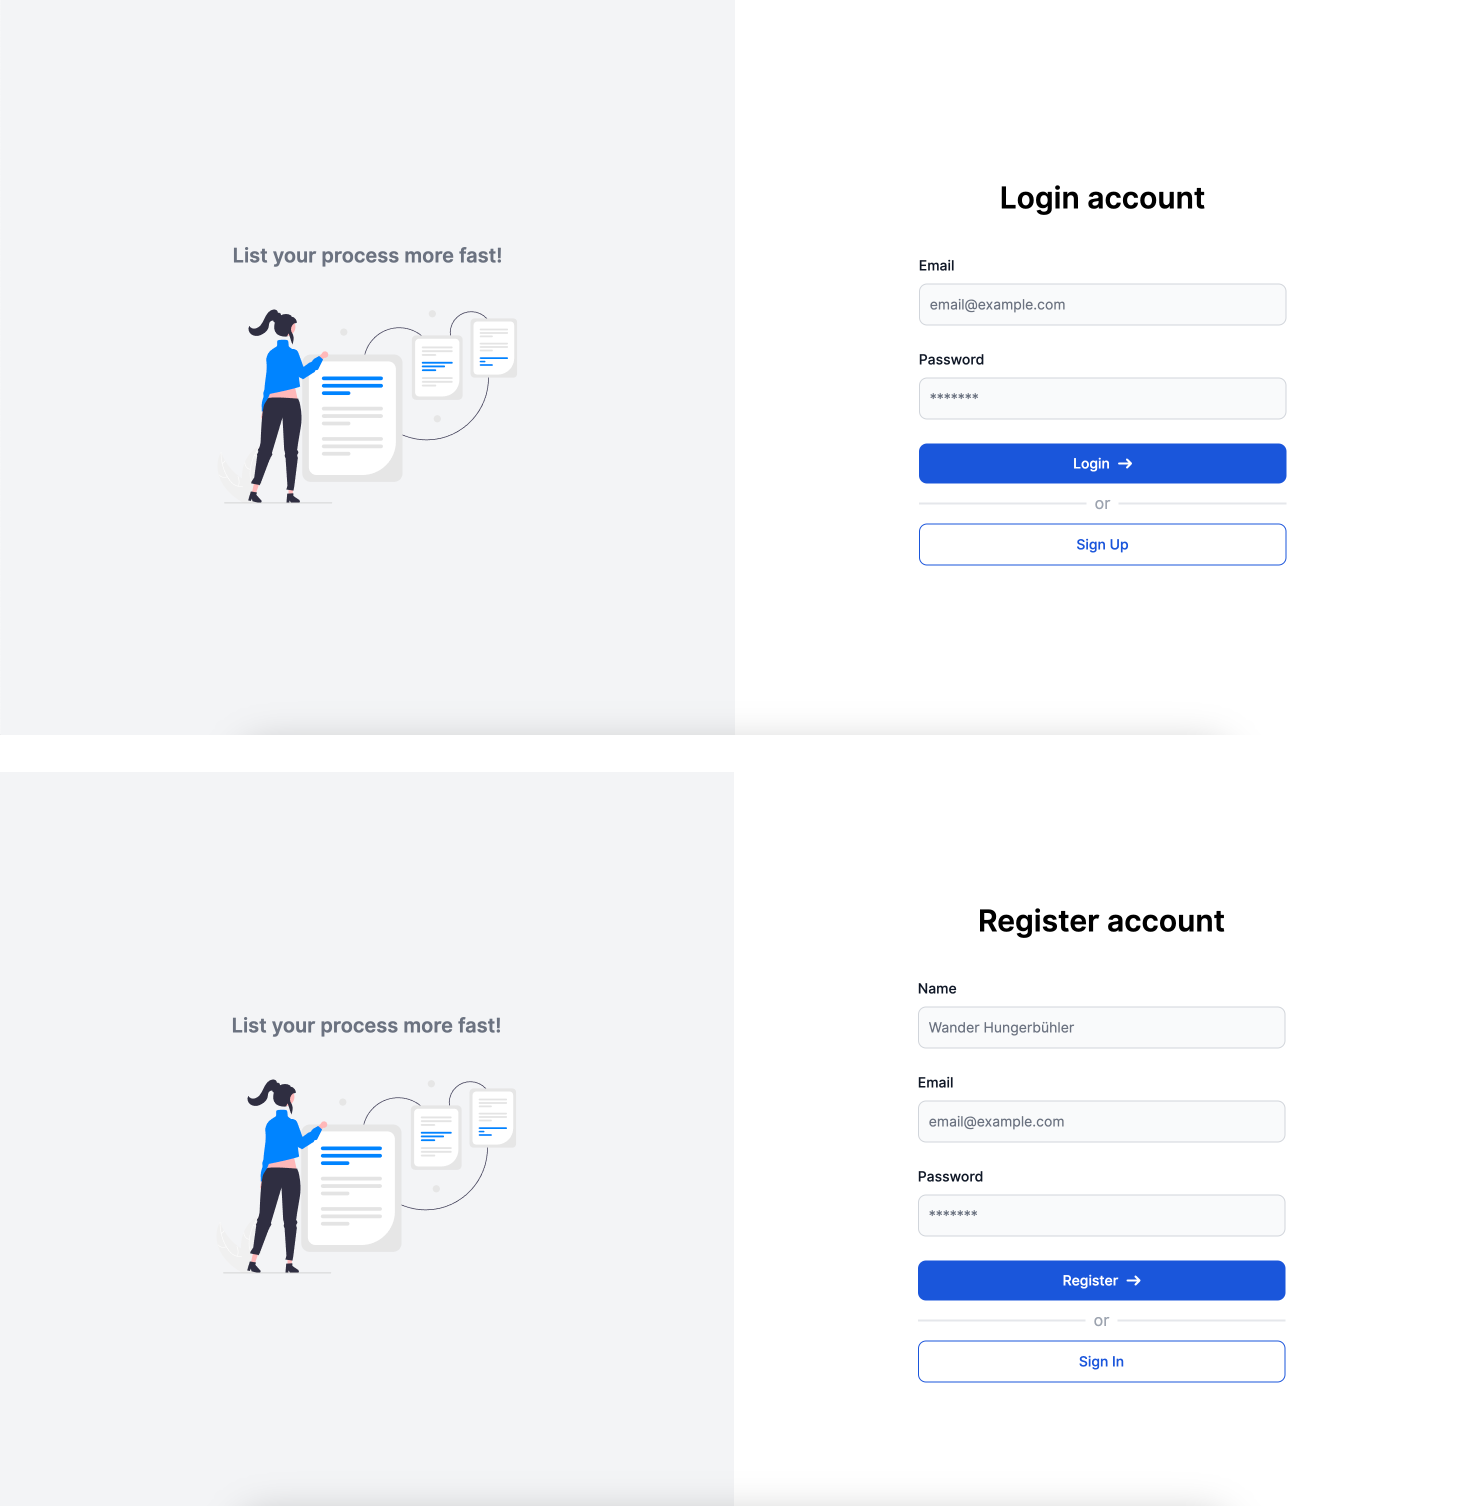 List your process more fast!
Login account
Email
email@example.com
Password
*******
Login
or
Sign Up
List your process more fast!
Register account
Name
Wander Hungerbühler
Email
email@example.com
Password
*******
Register
or
Sign In